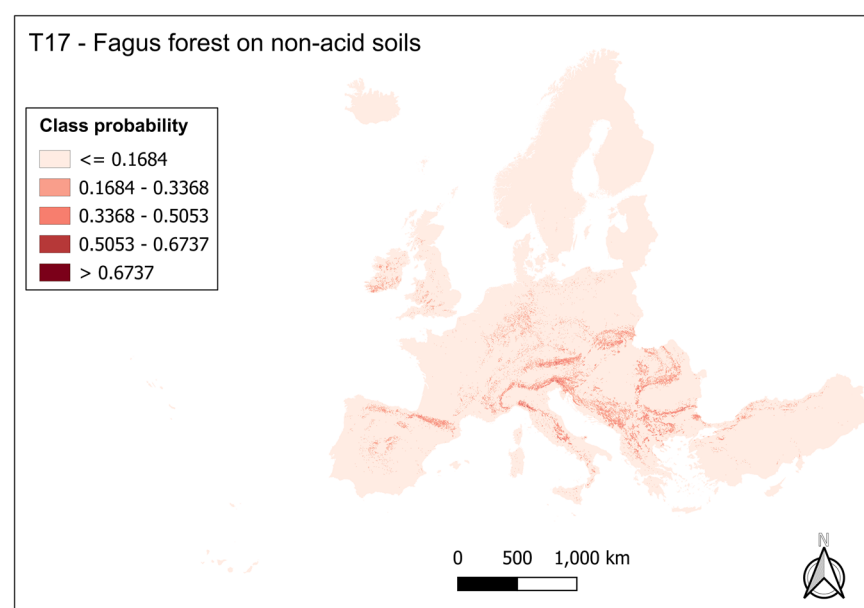 T17 - Fagus forest on non-acid soils
Class probability
<= 0.1684
0.1684 - 0.3368
0.3368 - 0.5053
0.5053 - 0.6737
> 0.6737
0 500 1,000 km
N